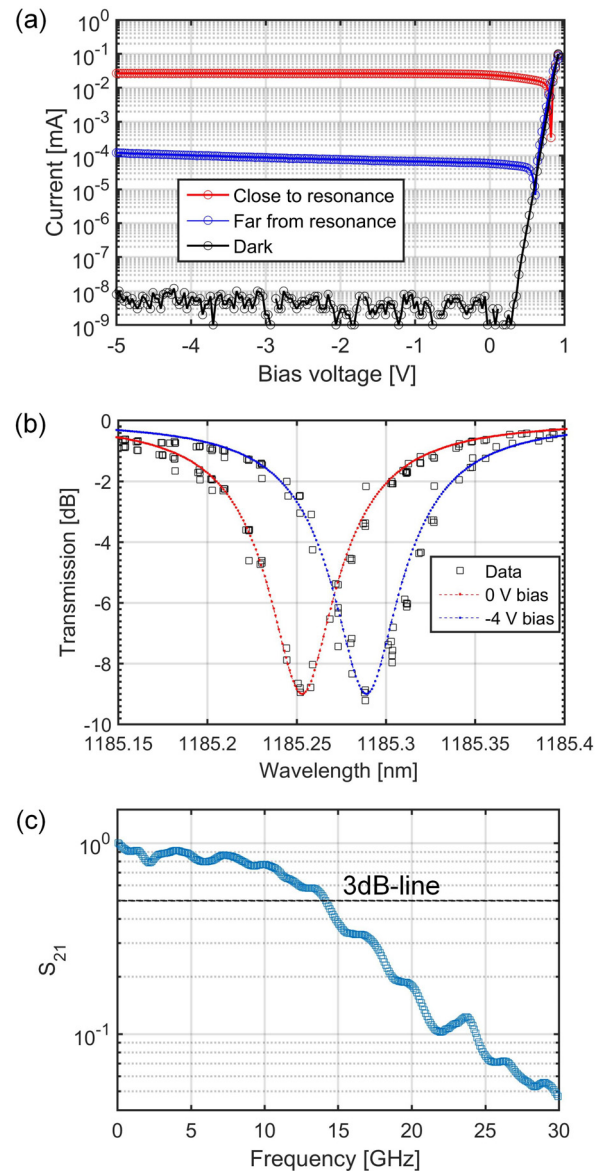 (a)
10^0
10^-1
10^-2
10^-3
10^-4
10^-5
10^-6
10^-7
10^-8
10^-9
Current [mA]
Close to resonance
Far from resonance
Dark
-5 -4 -3 -2 -1 0 1
Bias voltage [V]
(b)
0
-2
-4
-6
-8
-10
Transmission [dB]
Data
0 V bias
-4 V bias
1185.15 1185.2 1185.25 1185.3 1185.35 1185.4
Wavelength [nm]
(c)
10^0
10^-1
S_21
3dB-line
0 5 10 15 20 25 30
Frequency [GHz]